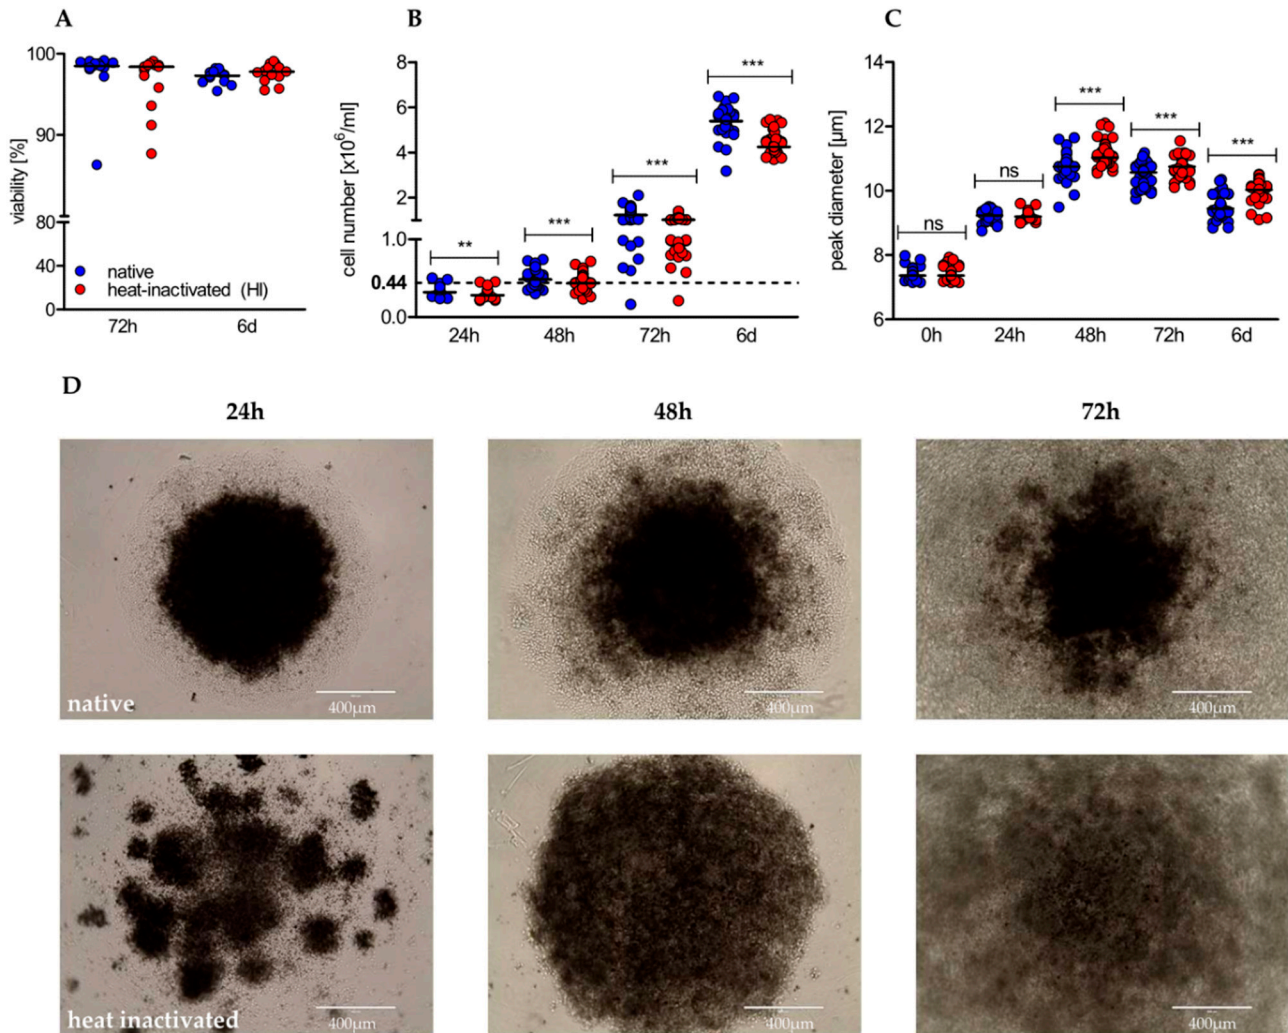 A
viability [%]
100
90
80
40
0
native
heat-inactivated (HI)
72h 6d
B
cell number [x10⁶/ml]
8
6
4
2
1.0
0.44
0.0
** *** *** ***
24h 48h 72h 6d
C
peak diameter [µm]
14
12
10
8
6
ns ns *** *** ***
0h 24h 48h 72h 6d
D
24h 48h 72h
native
400µm 400µm 400µm
heat inactivated
400µm 400µm 400µm